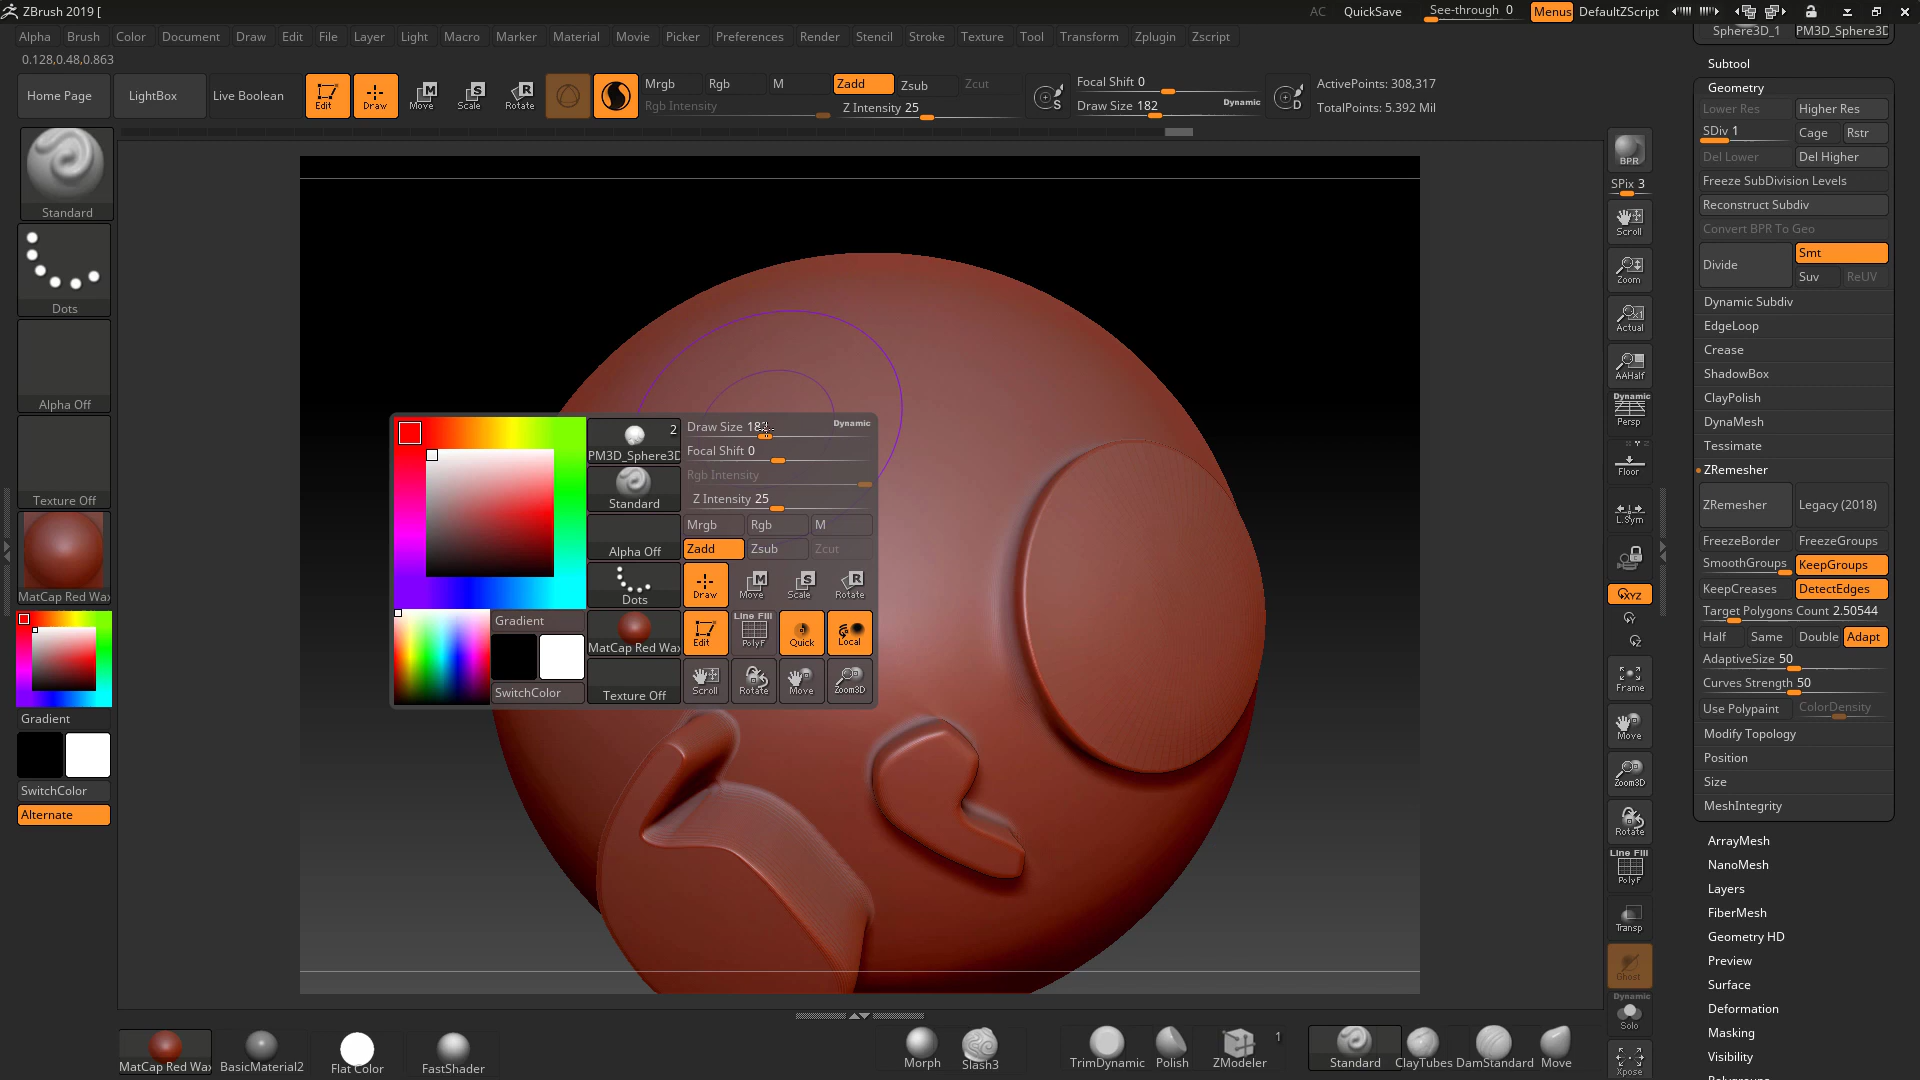 ZBrush 2019 [
AC QuickSave See-through 0 Menus DefaultZScript
Alpha Brush Color Document Draw Edit File Layer Light Macro Marker Material Movie Picker Preferences Render Stencil Stroke Texture Tool Transform Zplugin Zscript
0.128,0.48,0.863
Home Page LightBox Live Boolean Edit Draw Move Scale Rotate
Mrgb Rgb M Zadd Zsub Zcut
Rgb Intensity Z Intensity 25
S Focal Shift 0
Draw Size 182 Dynamic
D ActivePoints: 308,317
TotalPoints: 5.392 Mil
Standard
Dots
Alpha Off
Texture Off
MatCap Red Wax
Gradient
SwitchColor
Alternate
Draw Size Dynamic
Focal Shift 0
Rgb Intensity
Z Intensity 25
Mrgb Rgb M
Zadd Zsub Zcut
Draw Move Scale Rotate
Edit Line Fill PolyF Quick Local
Scroll Rotate Move Zoom3D
2
PM3D_Sphere3D
Standard
Alpha Off
Dots
MatCap Red Wax
Texture Off
Gradient
SwitchColor
BPR
SPix 3
Scroll
Zoom
Actual
AAHalf
Dynamic
Persp
Floor
L.Sym
XYZ
Y
Z
Frame
Move
Zoom3D
Rotate
Line Fill
PolyF
Transp
Ghost
Dynamic
Solo
Xpose
Sphere3D_1 PM3D_Sphere3D
Subtool
Geometry
Lower Res Higher Res
SDiv 1 Cage Rstr
Del Lower Del Higher
Freeze SubDivision Levels
Reconstruct Subdiv
Convert BPR To Geo
Divide Smt
Suv ReUV
Dynamic Subdiv
EdgeLoop
Crease
ShadowBox
ClayPolish
DynaMesh
Tessimate
ZRemesher
ZRemesher Legacy (2018)
FreezeBorder FreezeGroups
SmoothGroups KeepGroups
KeepCreases DetectEdges
Target Polygons Count 2.50544
Half Same Double Adapt
AdaptiveSize 50
Curves Strength 50
Use Polypaint ColorDensity
Modify Topology
Position
Size
MeshIntegrity
ArrayMesh
NanoMesh
Layers
FiberMesh
Geometry HD
Preview
Surface
Deformation
Masking
Visibility
MatCap Red Wax BasicMaterial2 Flat Color FastShader Morph Slash3 TrimDynamic Polish ZModeler 1 Standard ClayTubes DamStandard Move